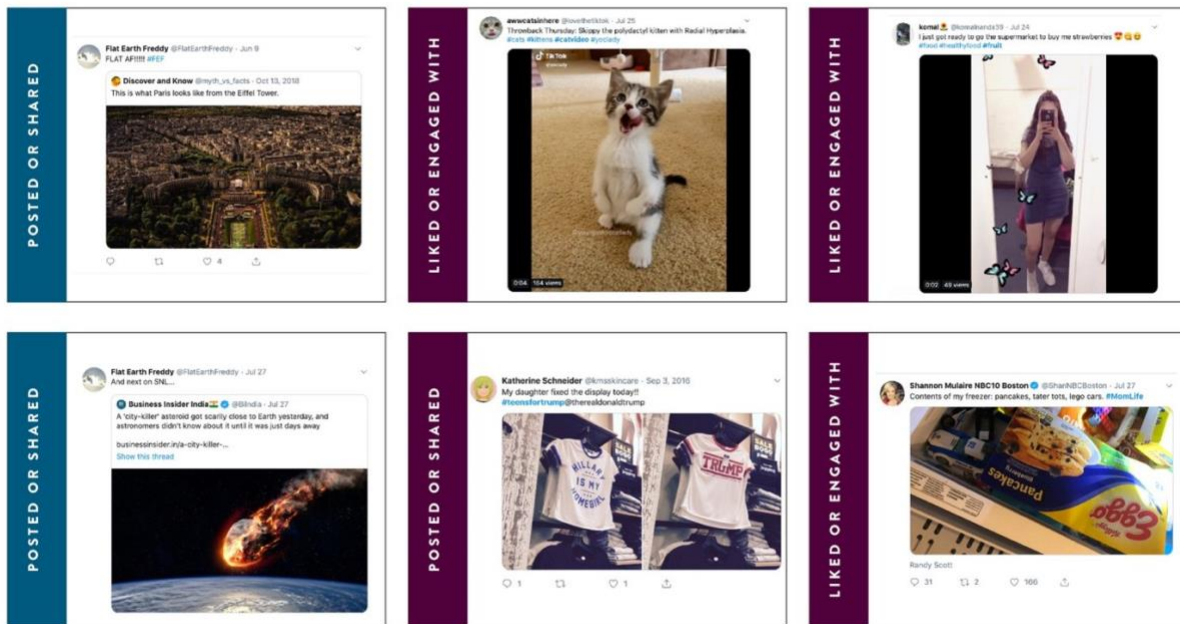 POSTED OR SHARED
Flat Earth Freddy @FlatEarthFreddy · Jun 9
FLAT AF!!!!! #FEF
Discover and Know @myth_vs_facts · Oct 13, 2018
This is what Paris looks like from the Eiffel Tower.
4
LIKED OR ENGAGED WITH
awwcatsinhere @lovethetiktok · Jul 25
Throwback Thursday: Skippy the polydactyl kitten with Radial Hyperplasia.
#cats #kittens #catvideo #yoclady
TikTok
0:04 154 views
LIKED OR ENGAGED WITH
I just got ready to go the supermarket to buy me strawberries
#food #healthyfood #fruit
0:02 49 views
POSTED OR SHARED
Flat Earth Freddy @FlatEarthFreddy · Jul 27
And next on SNL...
Business Insider India @BIIndia · Jul 27
A 'city-killer' asteroid got scarily close to Earth yesterday, and
astronomers didn't know about it until it was just days away
businessinsider.in/a-city-killer-...
Show this thread
POSTED OR SHARED
Katherine Schneider @kmsskincare · Sep 3, 2016
My daughter fixed the display today!!
#teensfortrump@therealdonaldtrump
HILLARY
IS MY
HOMEGIRL
TRUMP
1 1
LIKED OR ENGAGED WITH
Shannon Mulaire NBC10 Boston @ShariNBCBoston · Jul 27
Contents of my freezer: pancakes, tater tots, lego cars. #MomLife
Blueberry
Pancakes
Kellogg's
Eggo
Randy Scott
31 2 166